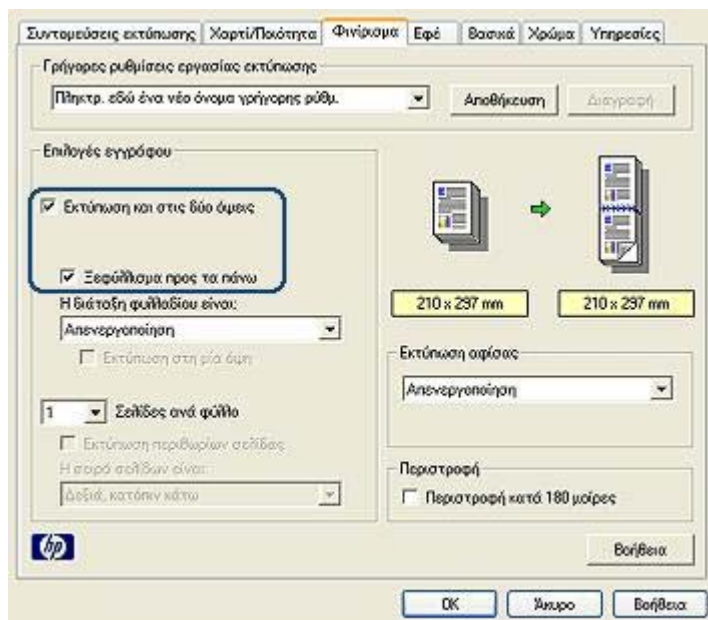 Συντομεύσεις εκτύπωσης Χαρτί/Ποιότητα Φινίρισμα Εφέ Βασικά Χρώμα Υπηρεσίες
Γρήγορες ρυθμίσεις εργασίας εκτύπωσης
Πληκτρ. εδώ ένα νέο όνομα γρήγορης ρύθμ. Αποθήκευση Διαγραφή
Επιλογές εγγράφου
Εκτύπωση και στις δύο όψεις
Ξεφύλλισμα προς τα πάνω
Η διάταξη φυλλαδίου είναι:
Απενεργοποίηση
Εκτύπωση στη μία όψη
1 Σελίδες ανά φύλλο
Εκτύπωση περιθωρίων σελίδας
Η σειρά σελίδων είναι:
Δεξιά, κατόπιν κάτω
210 x 297 mm 210 x 297 mm
Εκτύπωση αφίσας
Απενεργοποίηση
Περιστροφή
Περιστροφή κατά 180 μοίρες
hp
Βοήθεια
OK Άκυρο Βοήθεια